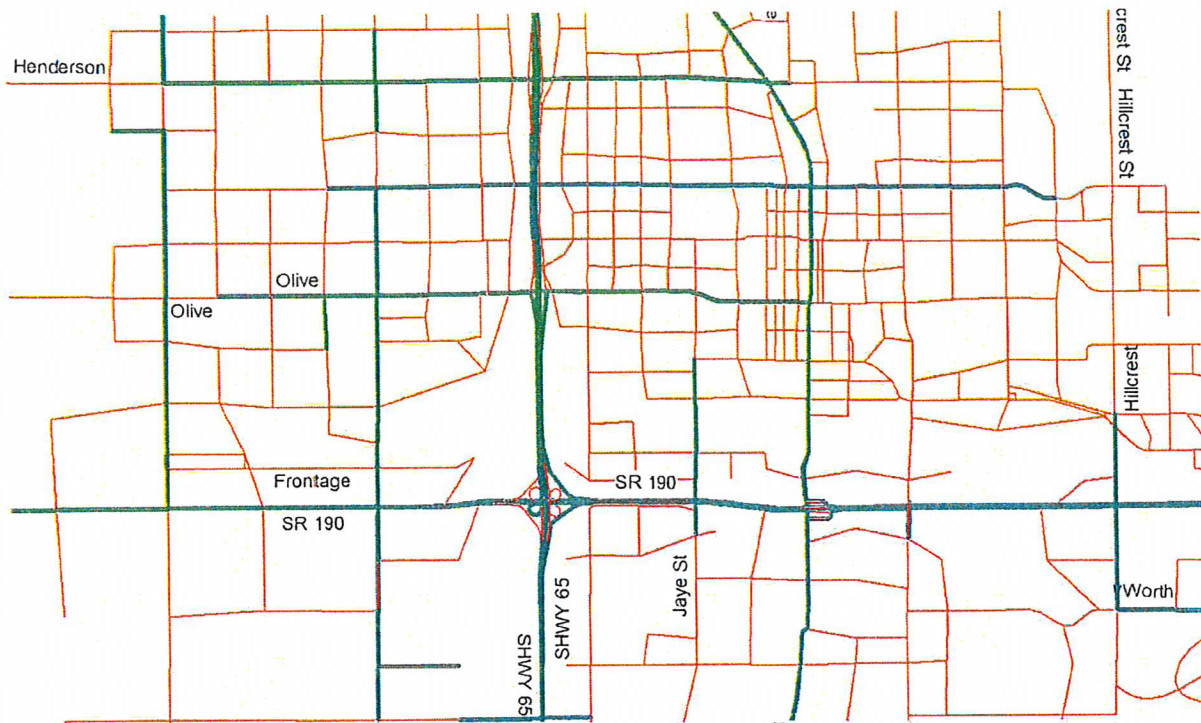 e
crest St Hillcrest St
Henderson
Olive
Olive
Hillcrest
Frontage
SR 190
SR 190
SHWY 65
SHWY 65
Jaye St
Worth